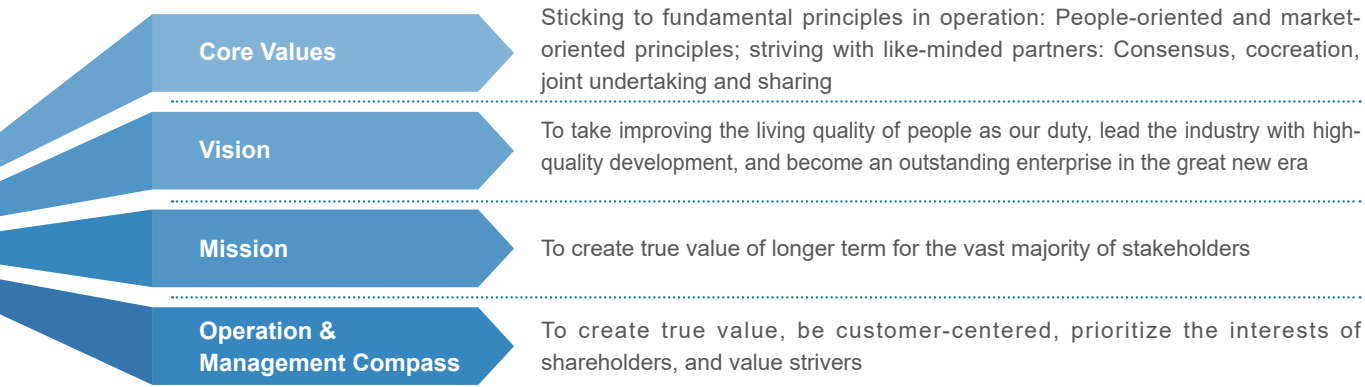 Core Values
Sticking to fundamental principles in operation: People-oriented and market-
oriented principles; striving with like-minded partners: Consensus, cocreation,
joint undertaking and sharing
Vision
To take improving the living quality of people as our duty, lead the industry with high-
quality development, and become an outstanding enterprise in the great new era
Mission
To create true value of longer term for the vast majority of stakeholders
Operation &
Management Compass
To create true value, be customer-centered, prioritize the interests of
shareholders, and value strivers